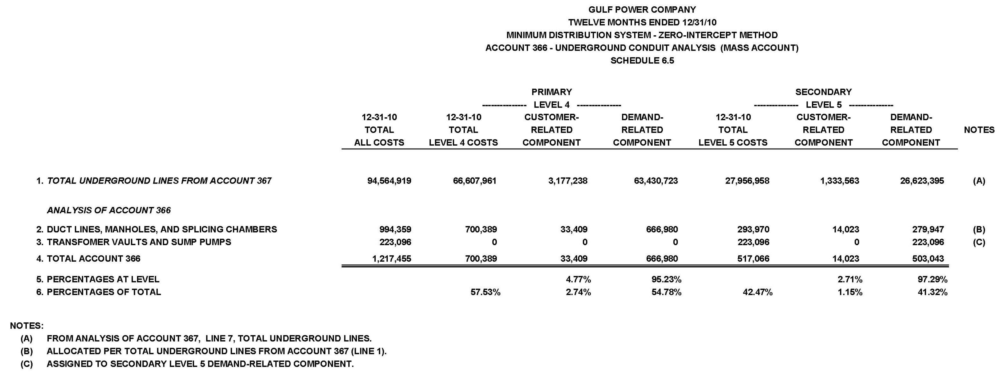 GULF POWER COMPANY
TWELVE MONTHS ENDED 12/31/10
MINIMUM DISTRIBUTION SYSTEM - ZERO-INTERCEPT METHOD
ACCOUNT 366 - UNDERGROUND CONDUIT ANALYSIS (MASS ACCOUNT)
SCHEDULE 6.5
PRIMARY SECONDARY
--------------- LEVEL 4 --------------- --------------- LEVEL 5 ---------------
12-31-10 12-31-10 CUSTOMER- DEMAND- 12-31-10 CUSTOMER- DEMAND-
TOTAL TOTAL RELATED RELATED TOTAL RELATED RELATED NOTES
ALL COSTS LEVEL 4 COSTS COMPONENT COMPONENT LEVEL 5 COSTS COMPONENT COMPONENT
1. TOTAL UNDERGROUND LINES FROM ACCOUNT 367 94,564,919 66,607,961 3,177,238 63,430,723 27,956,958 1,333,563 26,623,395 (A)
ANALYSIS OF ACCOUNT 366
2. DUCT LINES, MANHOLES, AND SPLICING CHAMBERS 994,359 700,389 33,409 666,980 293,970 14,023 279,947 (B)
3. TRANSFOMER VAULTS AND SUMP PUMPS 223,096 0 0 0 223,096 0 223,096 (C)
4. TOTAL ACCOUNT 366 1,217,455 700,389 33,409 666,980 517,066 14,023 503,043
5. PERCENTAGES AT LEVEL 4.77% 95.23% 2.71% 97.29%
6. PERCENTAGES OF TOTAL 57.53% 2.74% 54.78% 42.47% 1.15% 41.32%
NOTES:
(A) FROM ANALYSIS OF ACCOUNT 367, LINE 7, TOTAL UNDERGROUND LINES.
(B) ALLOCATED PER TOTAL UNDERGROUND LINES FROM ACCOUNT 367 (LINE 1).
(C) ASSIGNED TO SECONDARY LEVEL 5 DEMAND-RELATED COMPONENT.